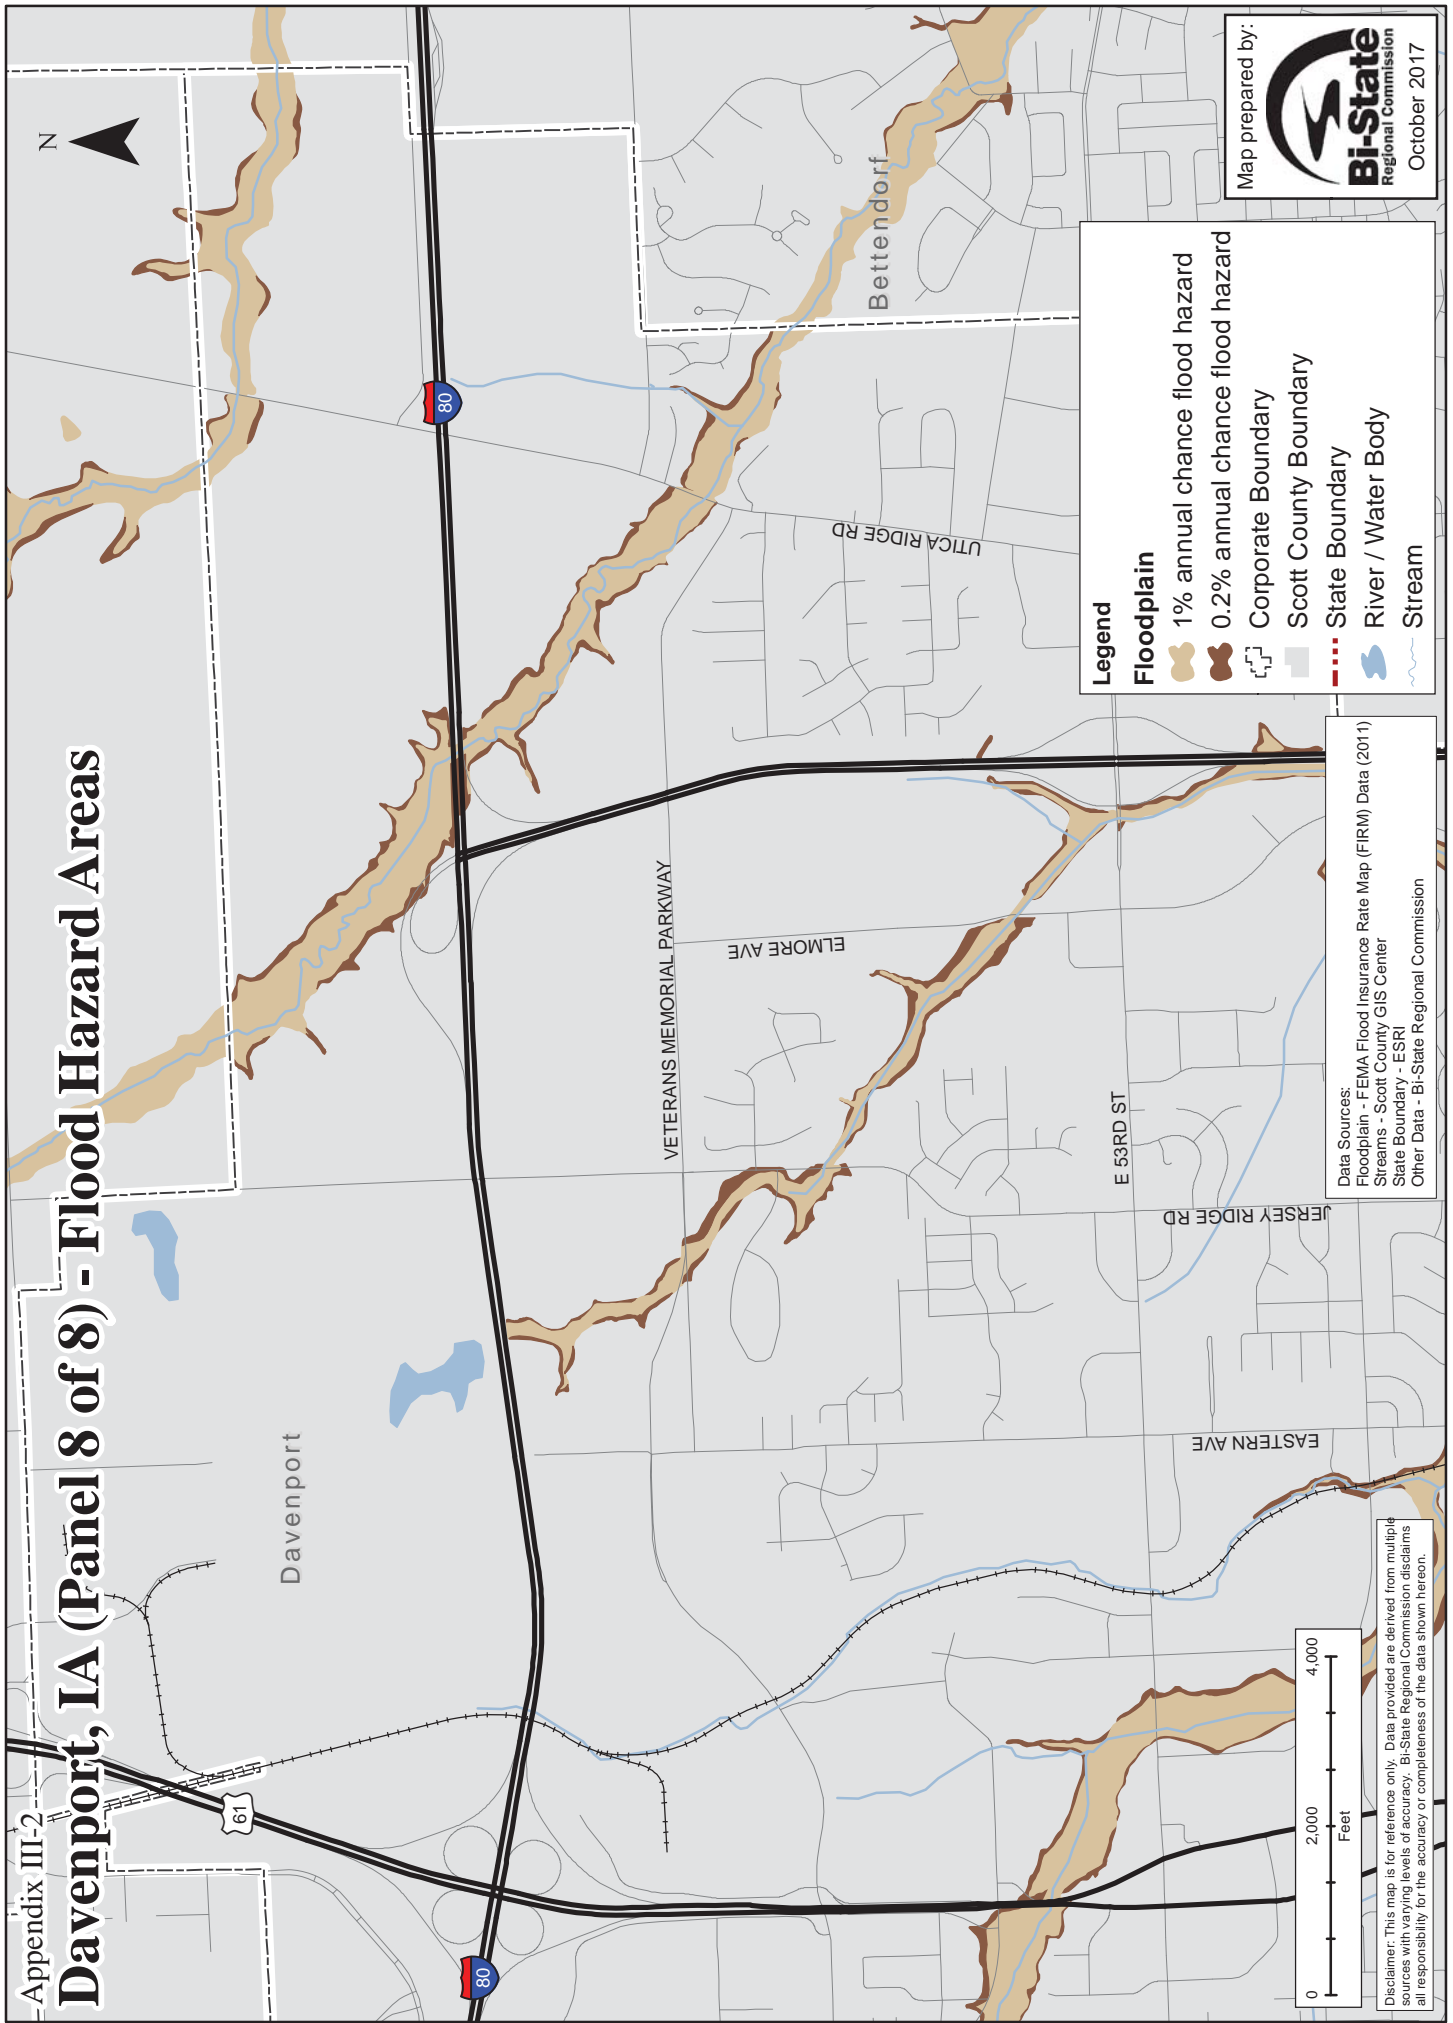 Appendix III-2
Davenport, IA (Panel 8 of 8) - Flood Hazard Areas
N
80
61
80
Davenport
Bettendorf
VETERANS MEMORIAL PARKWAY
UTICA RIDGE RD
ELMORE AVE
E 53RD ST
JERSEY RIDGE RD
EASTERN AVE
Legend
Floodplain
1% annual chance flood hazard
0.2% annual chance flood hazard
Corporate Boundary
Scott County Boundary
State Boundary
River / Water Body
Stream
Map prepared by:
Bi-State
Regional Commission
October 2017
Data Sources:
Floodplain - FEMA Flood Insurance Rate Map (FIRM) Data (2011)
Streams - Scott County GIS Center
State Boundary - ESRI
Other Data - Bi-State Regional Commission
0 2,000 4,000
Feet
Disclaimer: This map is for reference only. Data provided are derived from multiple
sources with varying levels of accuracy. Bi-State Regional Commission disclaims
all responsibility for the accuracy or completeness of the data shown hereon.